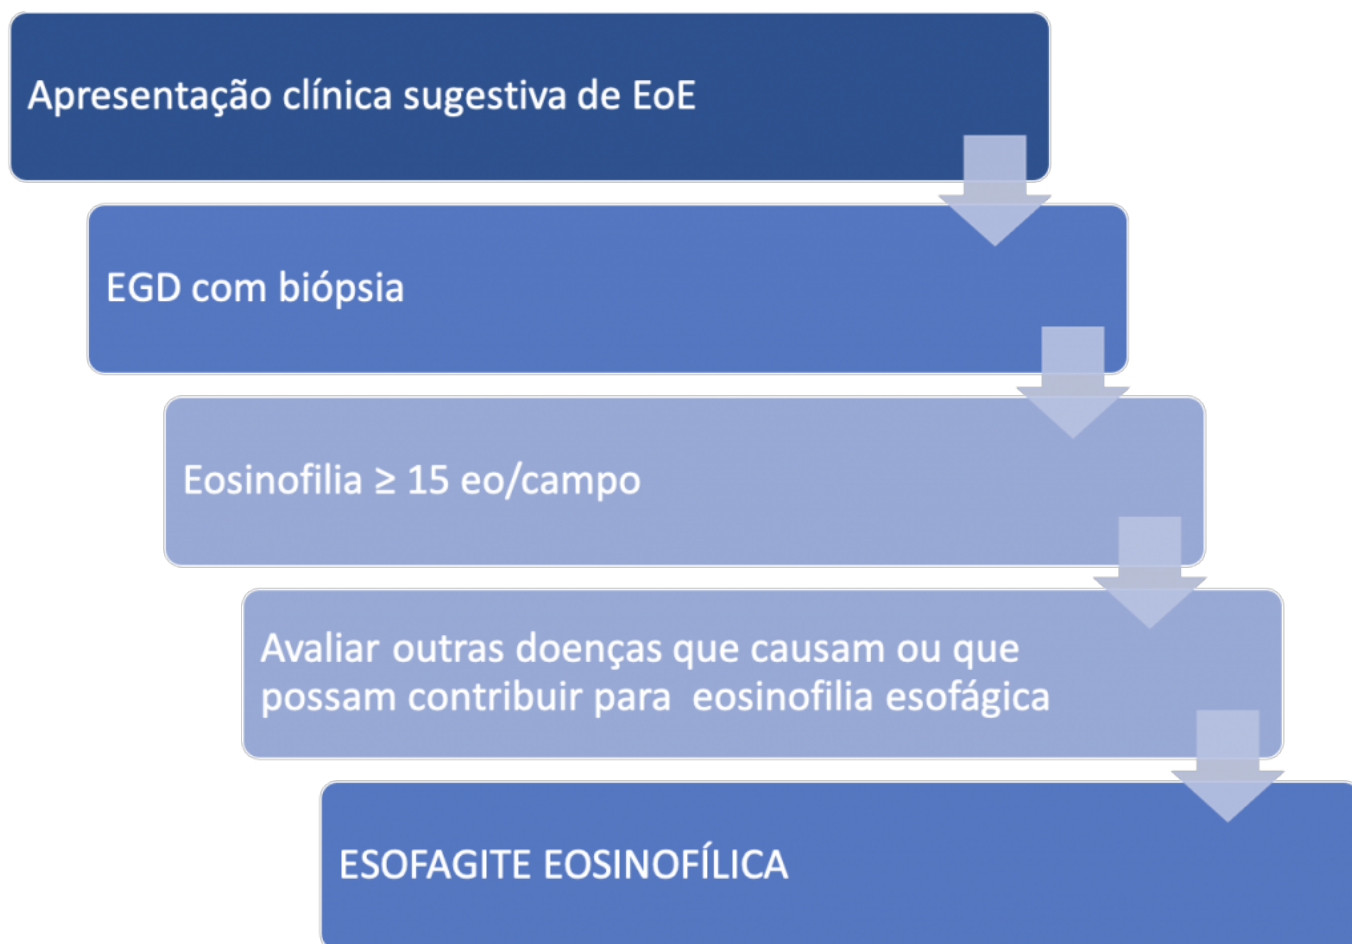 Apresentação clínica sugestiva de EoE
EGD com biópsia
Eosinofilia ≥ 15 eo/campo
Avaliar outras doenças que causam ou que
possam contribuir para  eosinofilia esofágica
ESOFAGITE EOSINOFÍLICA